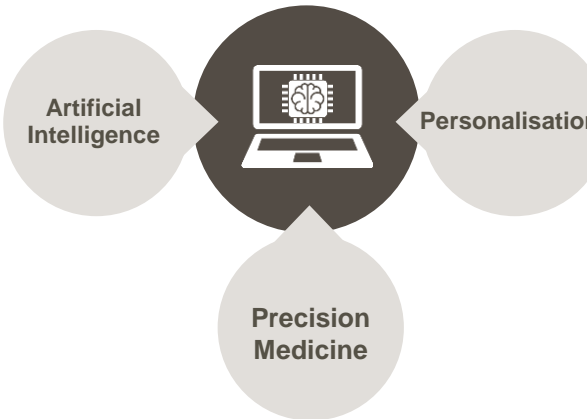 Artificial
Intelligence
Personalisation
Precision
Medicine